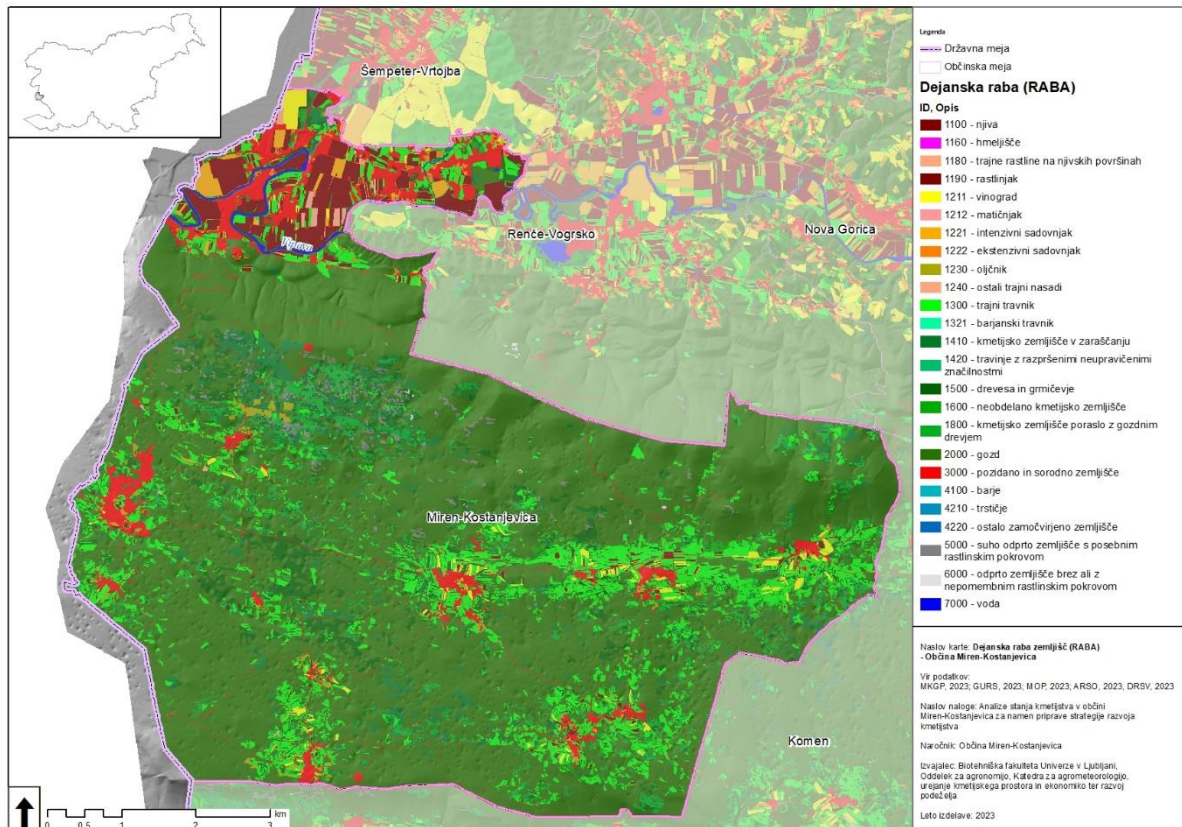 Šempeter-Vrtojba
Renče-Vogrsko
Nova Gorica
Vipava
Miren-Kostanjevica
Komen
0 0,5 1 2 3 km
Legenda
Državna meja
Občinska meja
Dejanska raba (RABA)
ID, Opis
1100 - njiva
1160 - hmeljišče
1180 - trajne rastline na njivskih površinah
1190 - rastlinjak
1211 - vinograd
1212 - matičnjak
1221 - intenzivni sadovnjak
1222 - ekstenzivni sadovnjak
1230 - oljčnik
1240 - ostali trajni nasadi
1300 - trajni travnik
1321 - barjanski travnik
1410 - kmetijsko zemljišče v zaraščanju
1420 - travinje z razpršenimi neupravičenimi
značilnostmi
1500 - drevesa in grmičevje
1600 - neobdelano kmetijsko zemljišče
1800 - kmetijsko zemljišče poraslo z gozdnim
drevjem
2000 - gozd
3000 - pozidano in sorodno zemljišče
4100 - barje
4210 - trstičje
4220 - ostalo zamočvirjeno zemljišče
5000 - suho odprto zemljišče s posebnim
rastlinskim pokrovom
6000 - odprto zemljišče brez ali z
nepomembnim rastlinskim pokrovom
7000 - voda
Naslov karte: Dejanska raba zemljišč (RABA)
- Občina Miren-Kostanjevica
Vir podatkov:
MKGP, 2023; GURS, 2023; MOP, 2023; ARSO, 2023, DRSV, 2023
Naslov naloge: Analize stanja kmetijstva v občini
Miren-Kostanjevica za namen priprave strategije razvoja
kmetijstva
Naročnik: Občina Miren-Kostanjevica
Izvajalec: Biotehniška fakulteta Univerze v Ljubljani,
Oddelek za agronomijo, Katedra za agrometeorologijo,
urejanje kmetijskega prostora in ekonomiko ter razvoj
podeželja
Leto izdelave: 2023